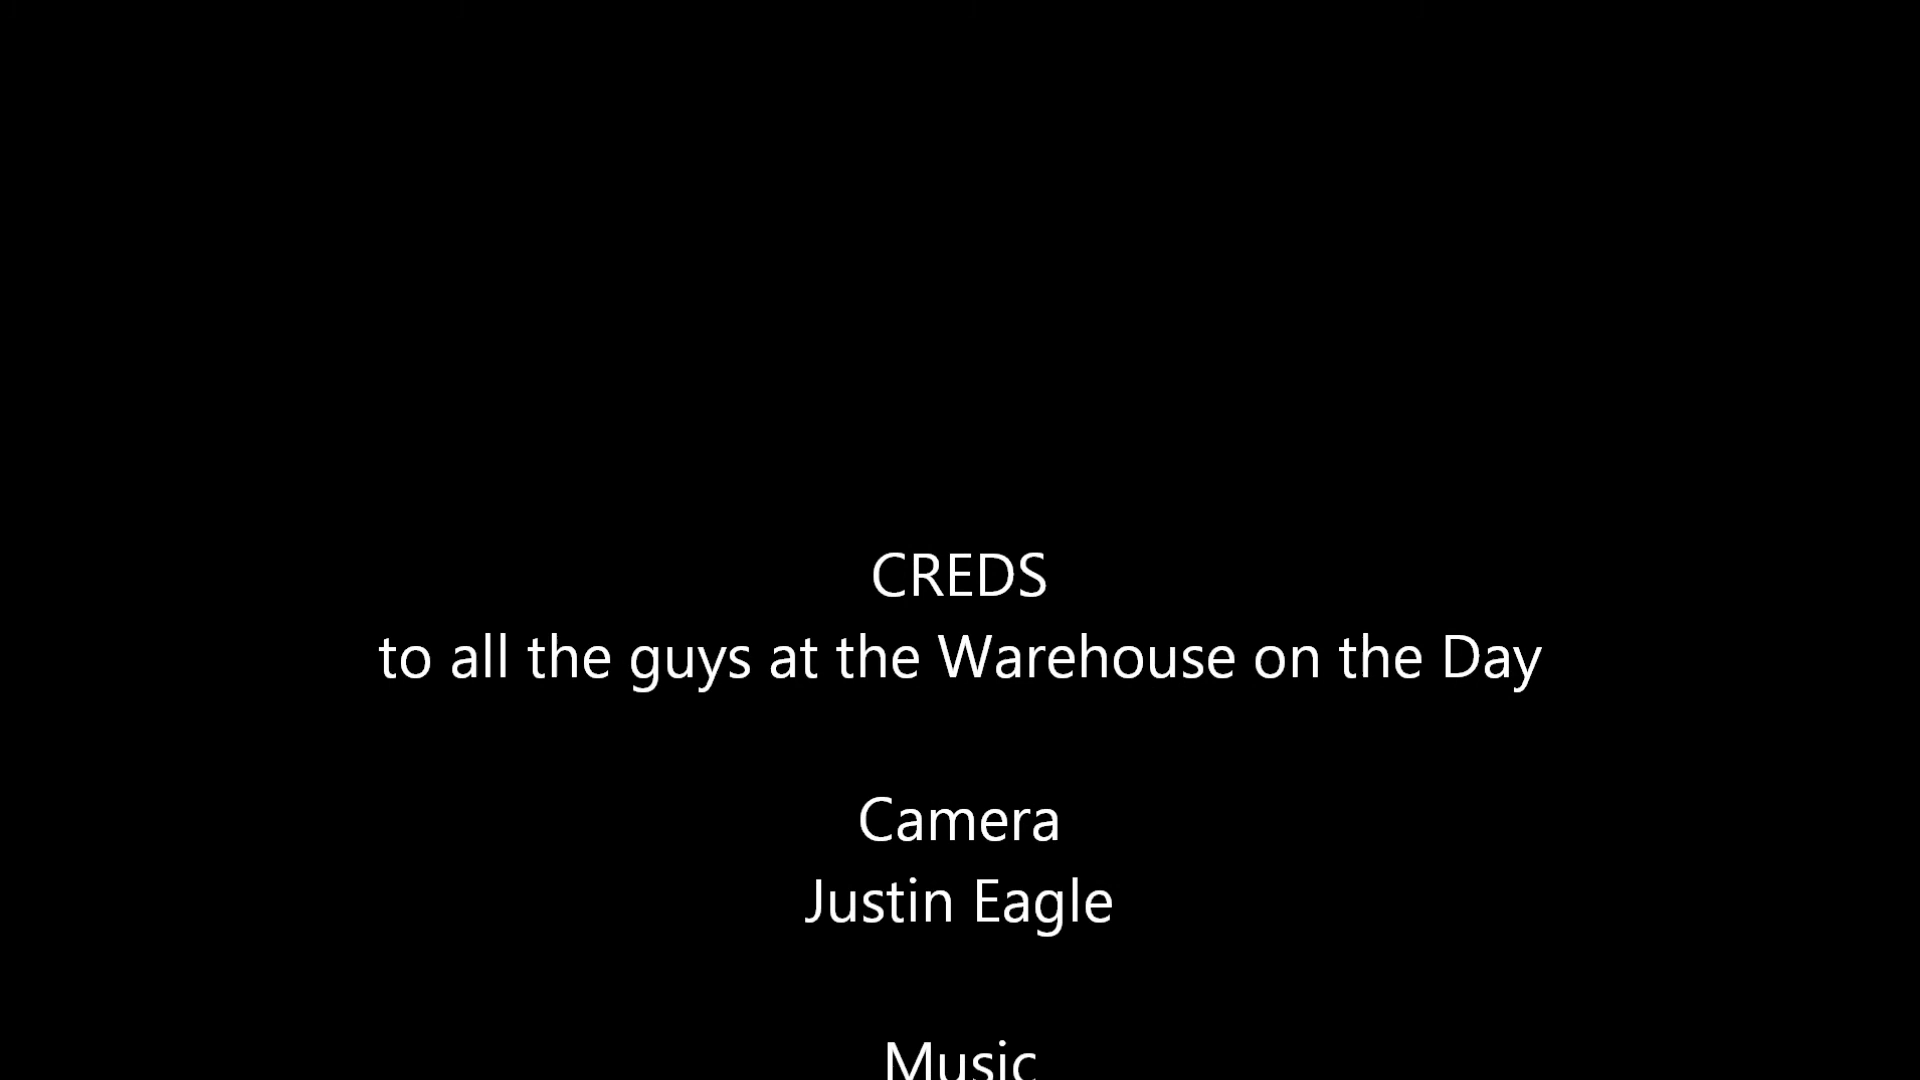 CREDS
to all the guys at the Warehouse on the Day
Camera
Justin Eagle
Music